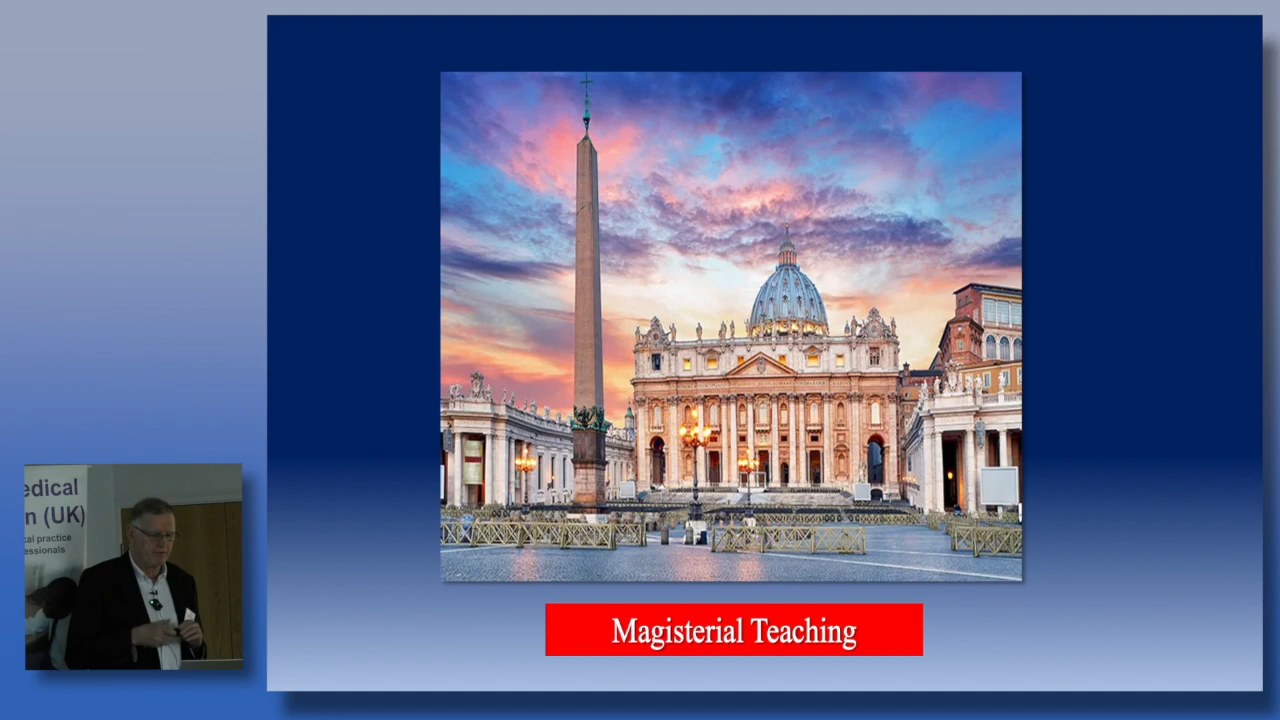 edical
n (UK)
cal practice
essionals
Magisterial Teaching